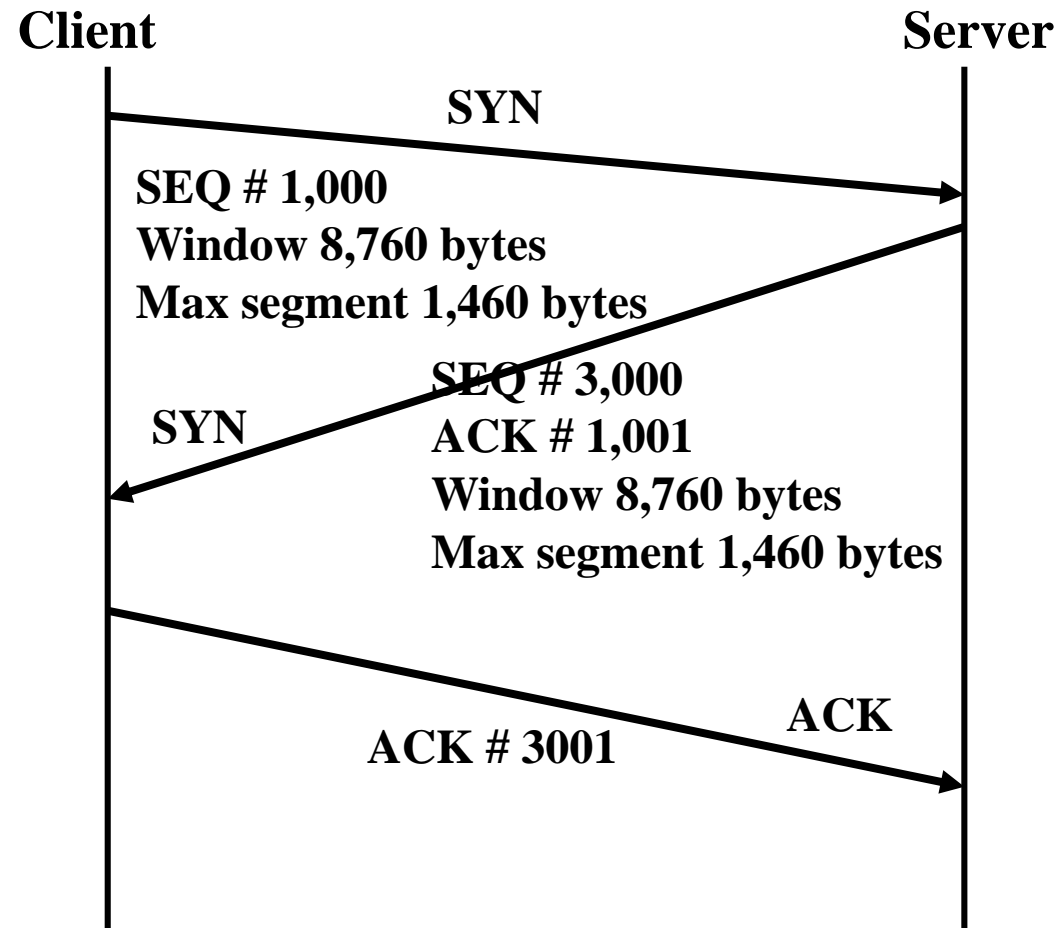 Client
Server
SYN
SEQ # 1,000
Window 8,760 bytes
Max segment 1,460 bytes
SEQ # 3,000
SYN
ACK # 1,001
Window 8,760 bytes
Max segment 1,460 bytes
ACK
ACK # 3001